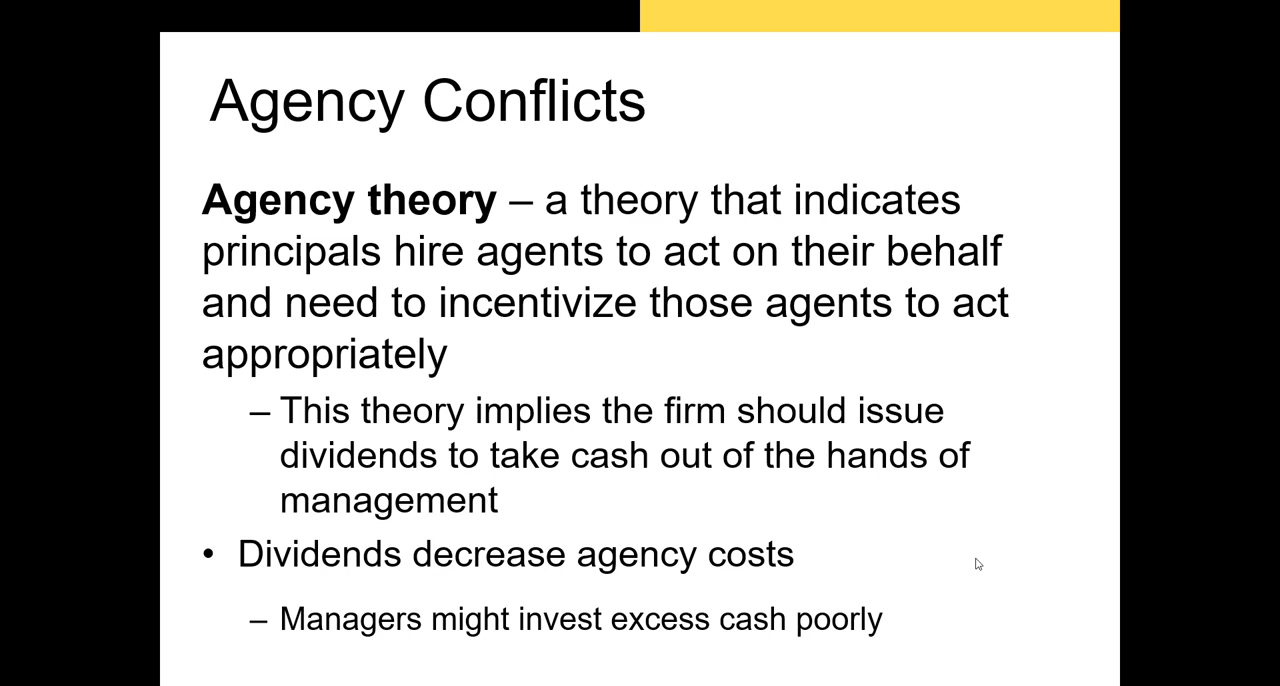 Agency Conflicts
Agency theory – a theory that indicates
principals hire agents to act on their behalf
and need to incentivize those agents to act
appropriately
– This theory implies the firm should issue
dividends to take cash out of the hands of
management
• Dividends decrease agency costs
– Managers might invest excess cash poorly